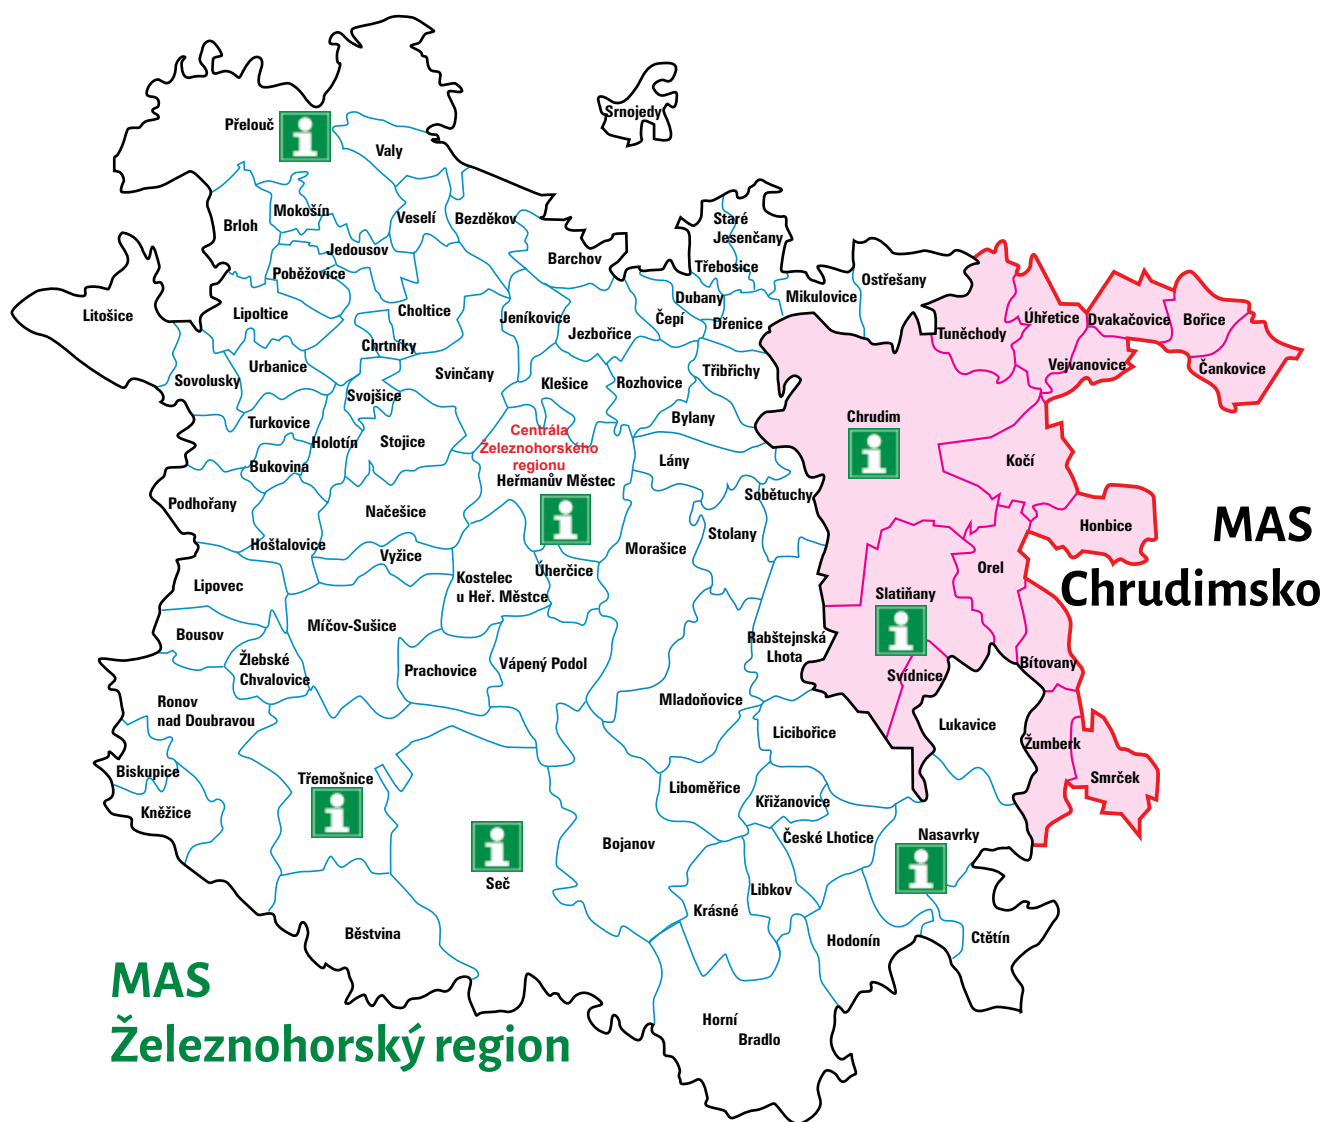 Srnojedy
Přelouč
Valy
Mokošín
Veselí
Bezděkov
Brloh
Staré
Jesenčany
Jedousov
Barchov
Třebosice
Poběžovice
Ostřešany
Dubany
Mikulovice
Litošice
Lipoltice
Choltice
Jeníkovice
Čepí
Dřenice
Jezbořice
Tuněchody
Úhřetice
Dvakačovice
Bořice
Chrtníky
Urbanice
Svinčany
Třibřichy
Vejvanovice
Čankovice
Sovolusky
Klešice
Rozhovice
Svojšice
Turkovice
Bylany
Chrudim
Holotín
Stojice
Centrála
Železnohorského
regionu
Bukovina
Lány
Kočí
Heřmanův Městec
Sobětuchy
Podhořany
Načešice
Honbice
MAS
Chrudimsko
Stolany
Hoštalovice
Vyžice
Morašice
Úherčice
Orel
Kostelec
u Heř. Městce
Lipovec
Slatiňany
Míčov-Sušice
Bousov
Rabštejnská
Lhota
Žlebské
Chvalovice
Prachovice
Vápený Podol
Svídnice
Bítovany
Ronov
nad Doubravou
Mladoňovice
Lukavice
Licibořice
Žumberk
Biskupice
Třemošnice
Smrček
Liboměřice
Křižanovice
Kněžice
Bojanov
České Lhotice
Nasavrky
Seč
Libkov
Krásné
Běstvina
Hodonín
Ctětín
MAS
Železnohorský region
Horní
Bradlo